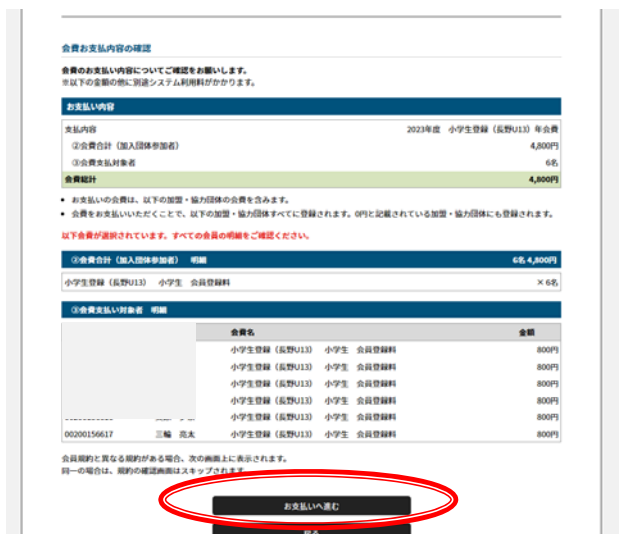 会費お支払内容の確認
会費のお支払い内容についてご確認をお願いします。
※以下の金額の他に別途システム利用料がかかります。
お支払い内容
支払内容 2023年度 小学生登録（長野U13）年会費
②会費合計（加入団体参加者） 4,800円
③会費支払対象者 6名
会費総計 4,800円
• お支払いの会費は、以下の加盟・協力団体の会費を含みます。
• 会費をお支払いいただくことで、以下の加盟・協力団体すべてに登録されます。0円と記載されている加盟・協力団体にも登録されます。
以下会費が選択されています。すべての会員の明細をご確認ください。
②会費合計（加入団体参加者） 明細 6名 4,800円
小学生登録（長野U13） 小学生 会員登録料 × 6名
③会費支払い対象者 明細
会費名 金額
小学生登録（長野U13） 小学生 会員登録料 800円
小学生登録（長野U13） 小学生 会員登録料 800円
小学生登録（長野U13） 小学生 会員登録料 800円
小学生登録（長野U13） 小学生 会員登録料 800円
小学生登録（長野U13） 小学生 会員登録料 800円
00200156617 三輪 亮太 小学生登録（長野U13） 小学生 会員登録料 800円
会員規約と異なる規約がある場合、次の画面上に表示されます。
同一の場合は、規約の確認画面はスキップされます。
お支払いへ進む
戻る